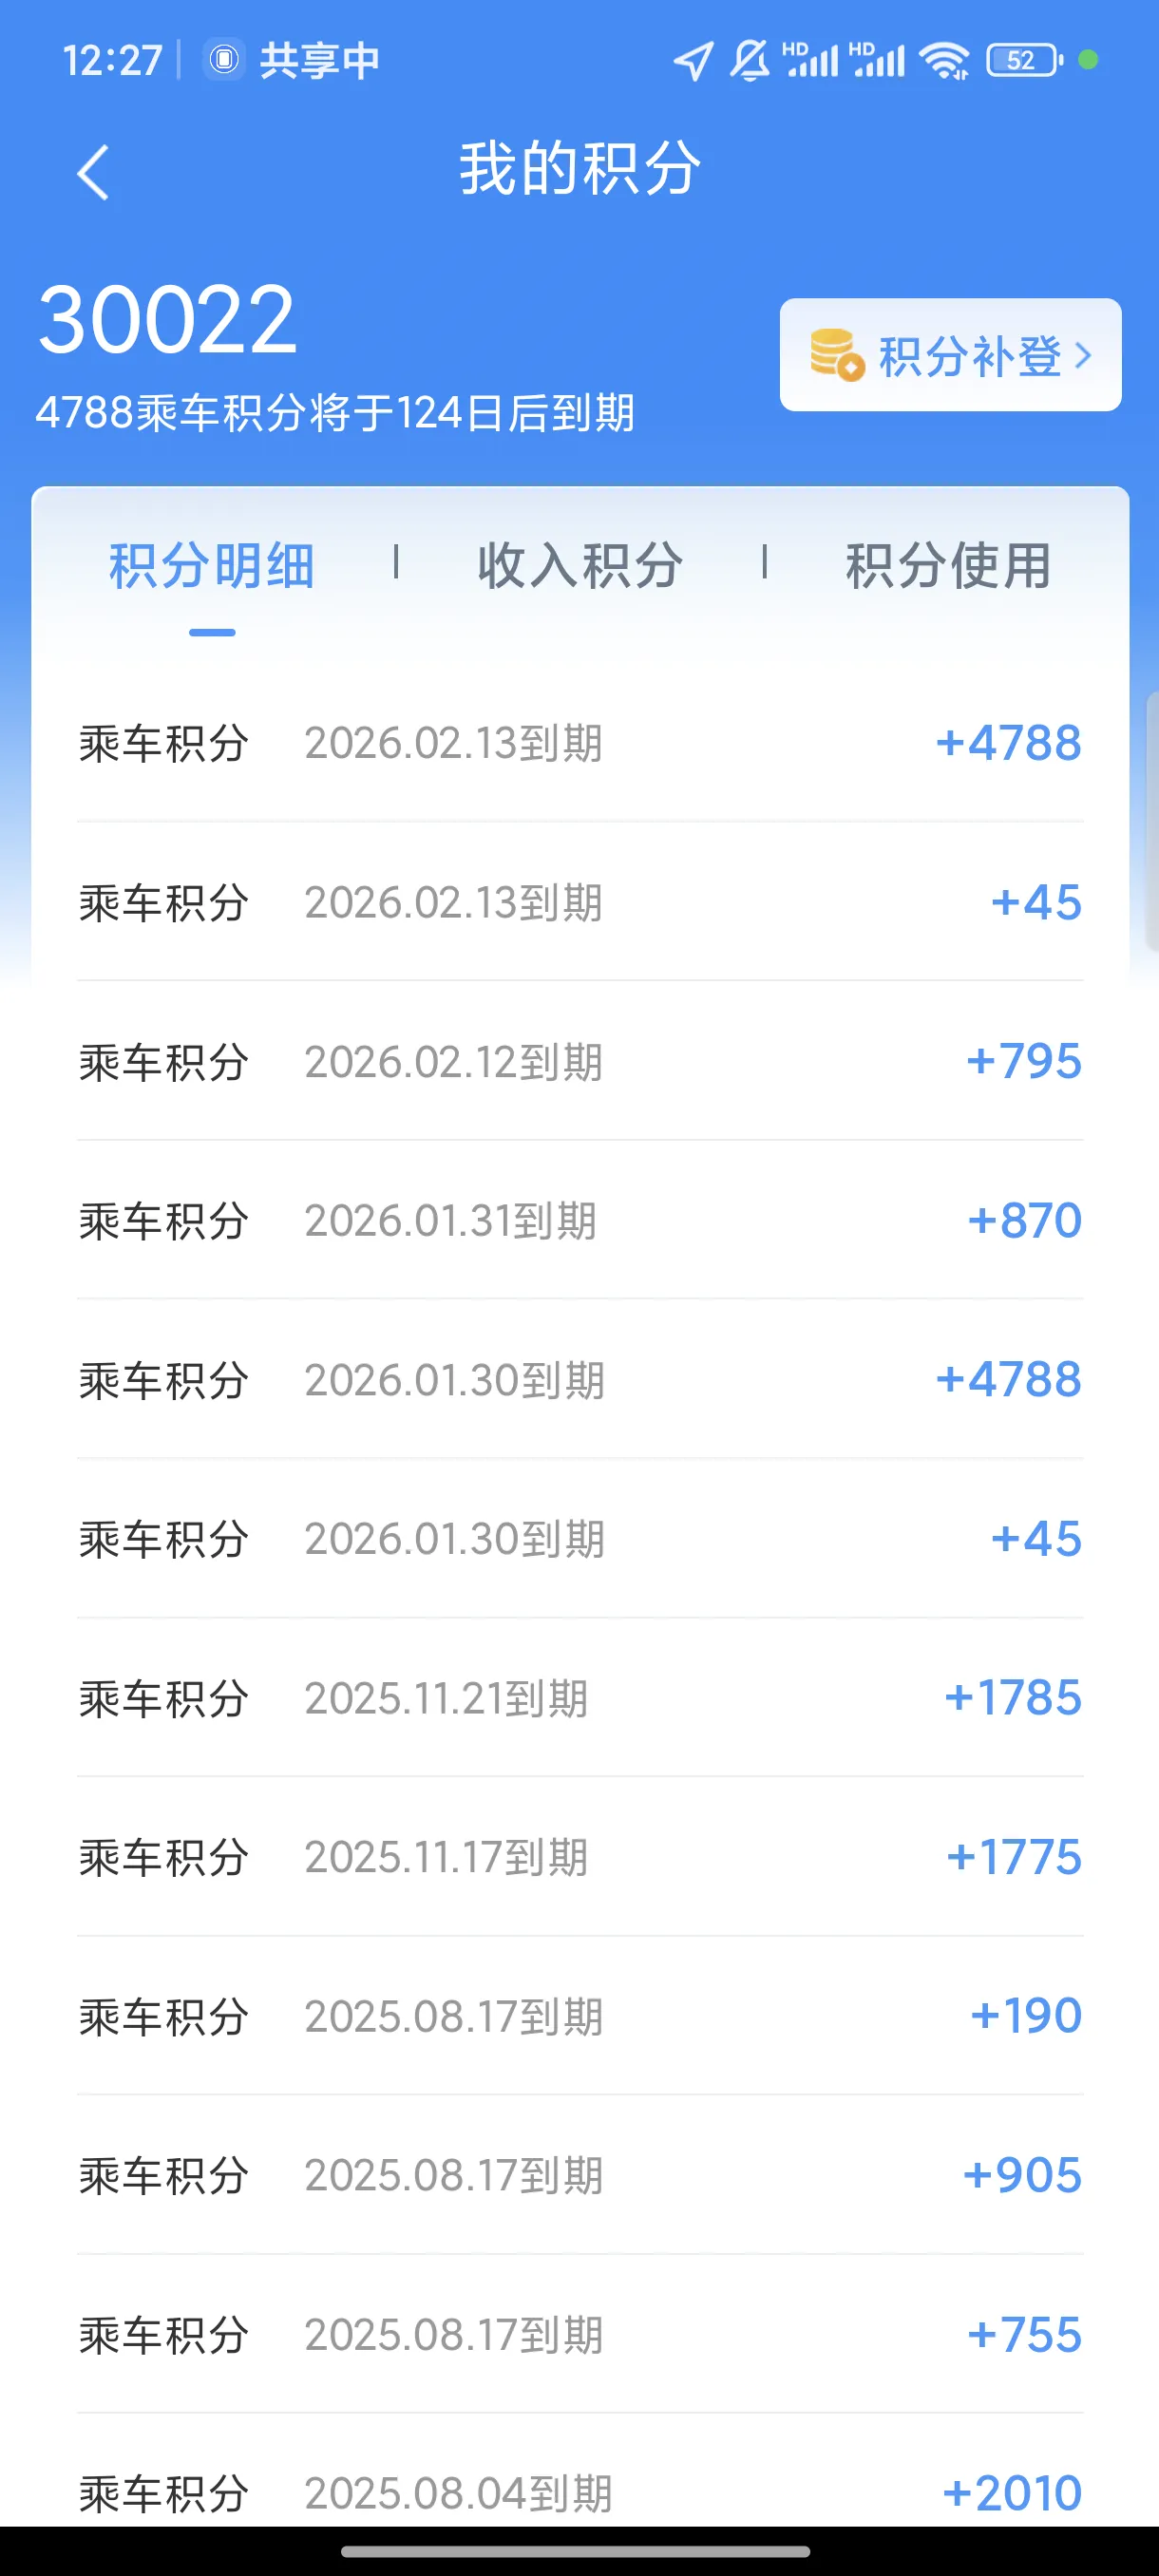 12:27 共享中 HD HD 52
我的积分
30022
积分补登
4788乘车积分将于124日后到期
积分明细 收入积分 积分使用
乘车积分 2026.02.13到期 +4788
乘车积分 2026.02.13到期 +45
乘车积分 2026.02.12到期 +795
乘车积分 2026.01.31到期 +870
乘车积分 2026.01.30到期 +4788
乘车积分 2026.01.30到期 +45
乘车积分 2025.11.21到期 +1785
乘车积分 2025.11.17到期 +1775
乘车积分 2025.08.17到期 +190
乘车积分 2025.08.17到期 +905
乘车积分 2025.08.17到期 +755
乘车积分 2025.08.04到期 +2010